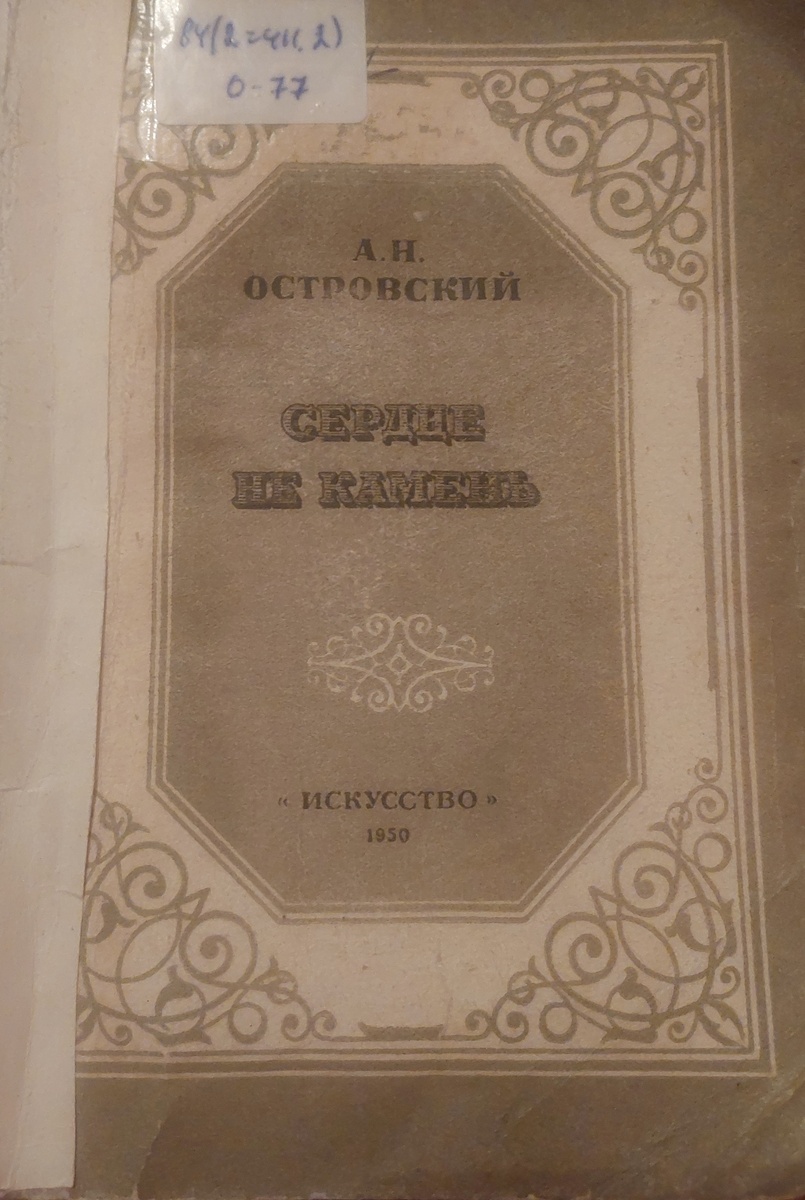 84(2=411.2)
О-77
А.Н.
ОСТРОВСКИЙ
СЕРДЦЕ
НЕ КАМЕНЬ
« ИСКУССТВО »
1950